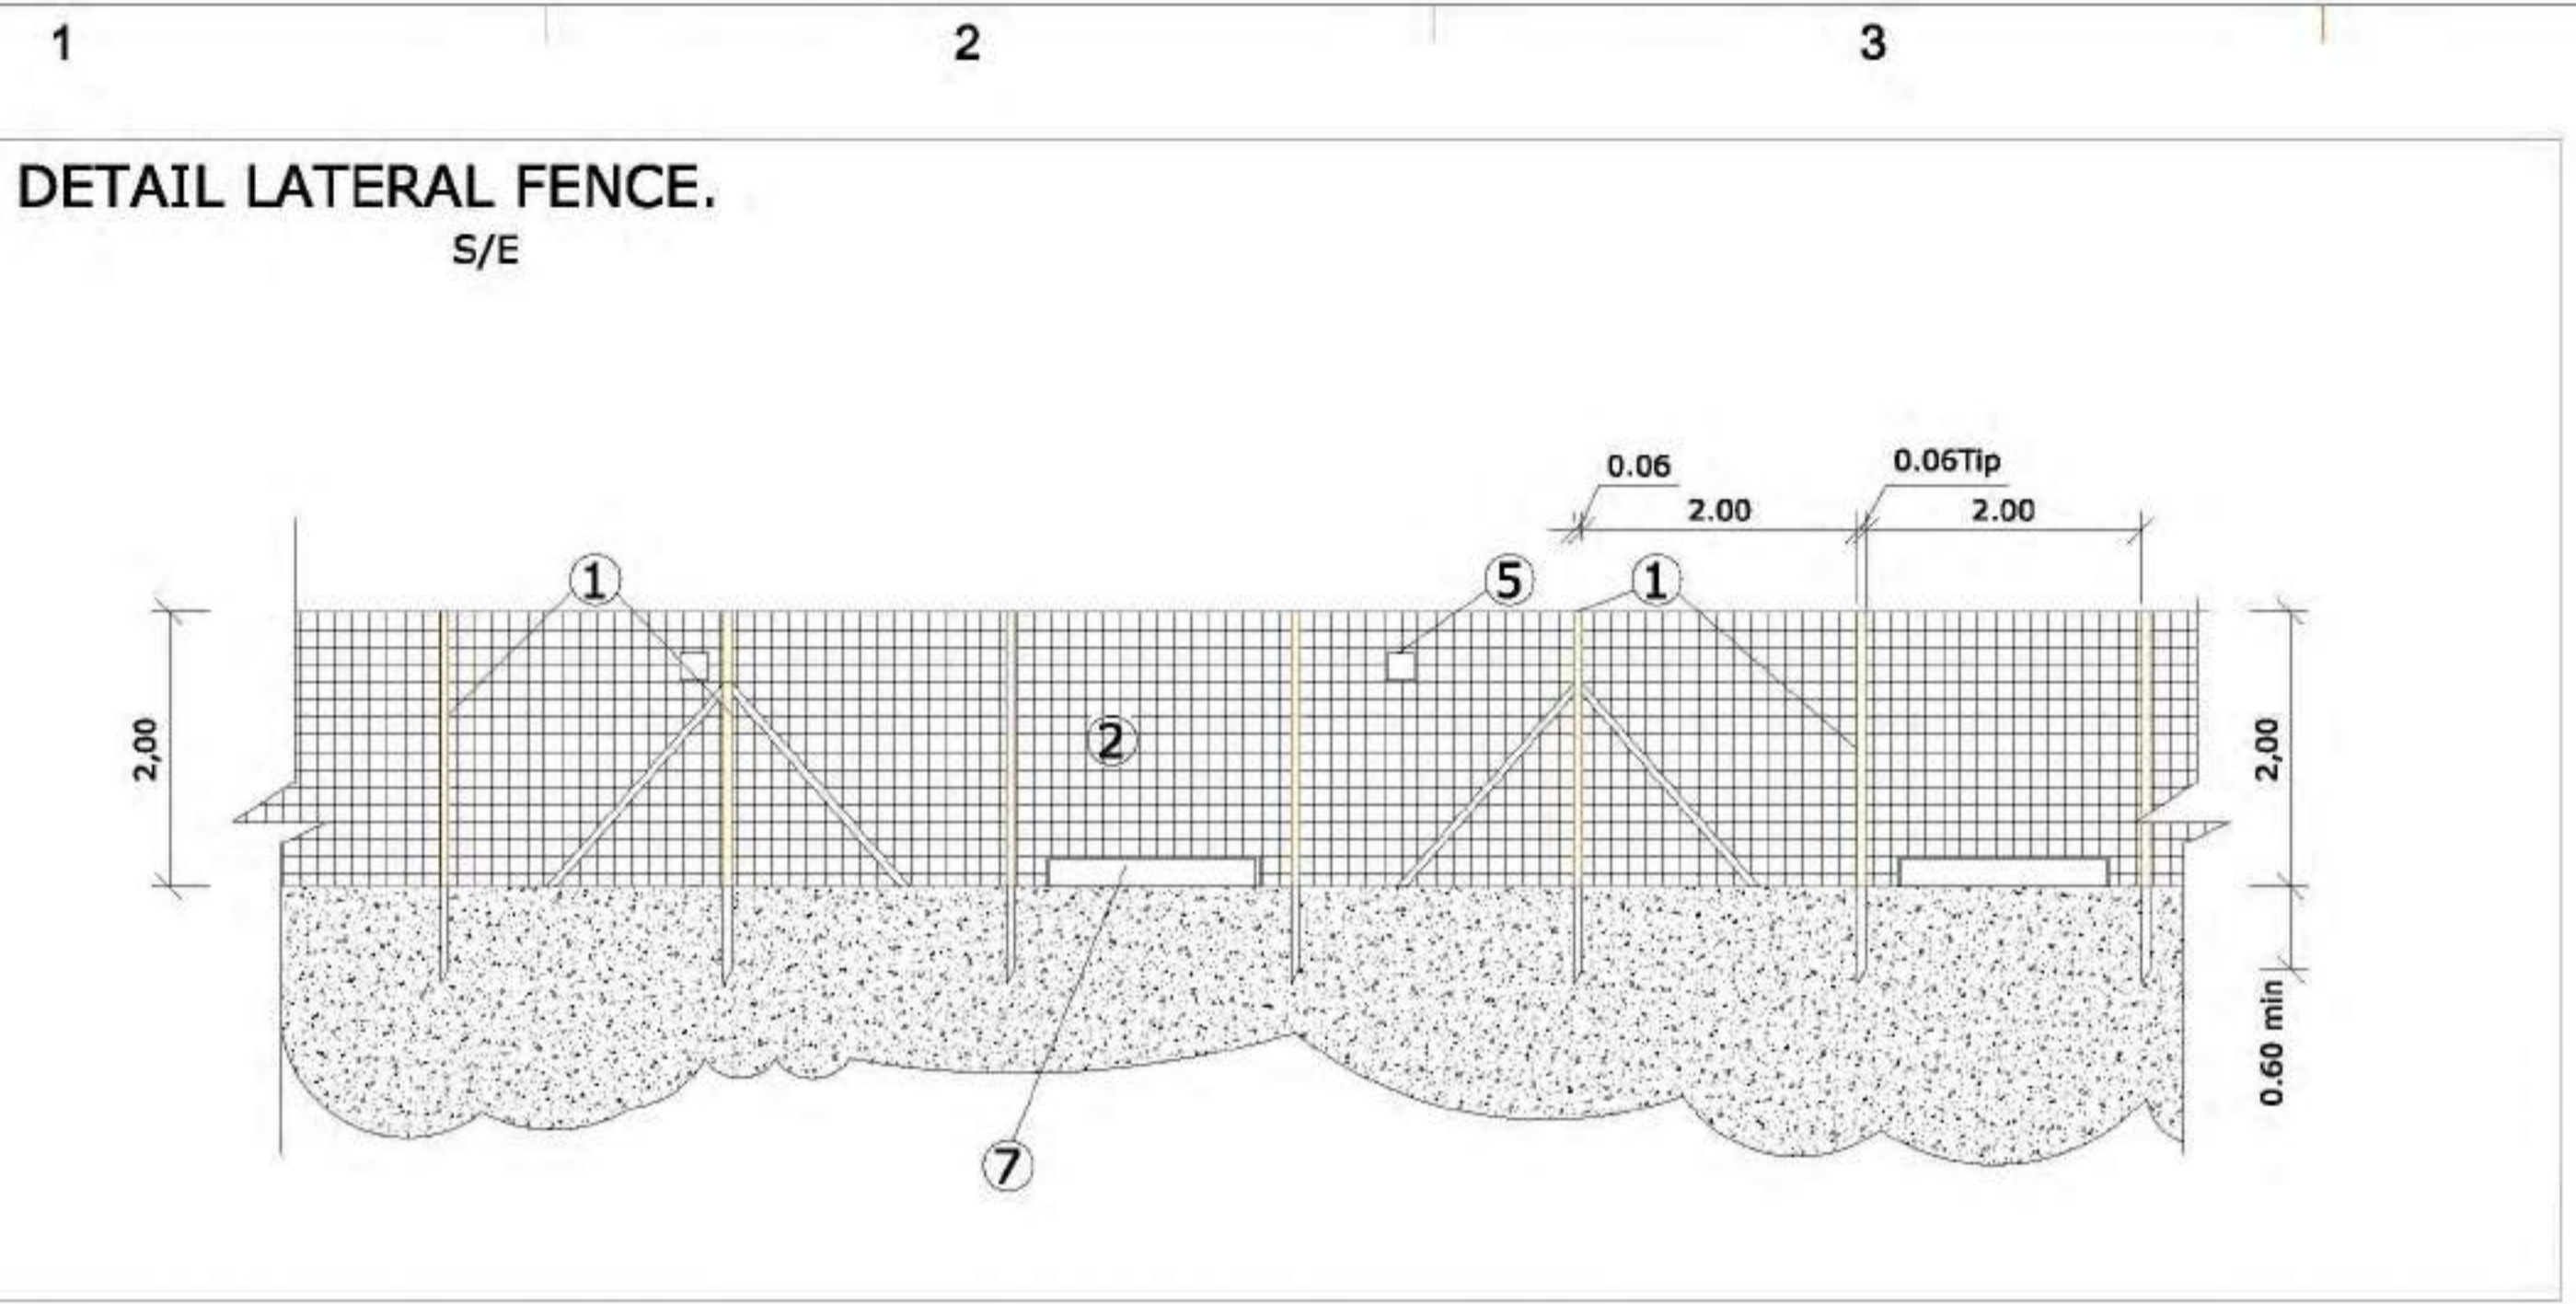 1 2 3
DETAIL LATERAL FENCE.
S/E
0.06 0.06Tip
2.00 2.00
1 5 1
2,00 2 2,00
0.60 min
7